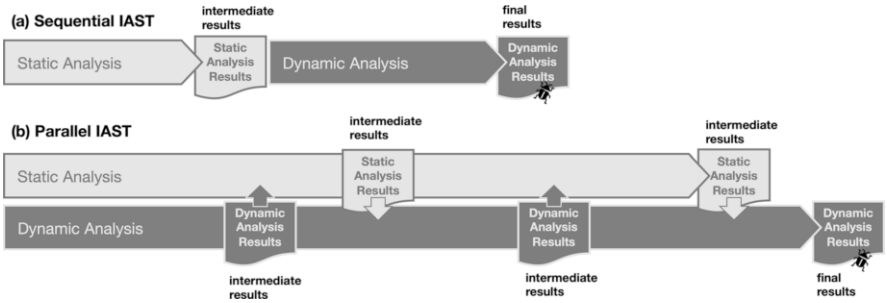 (a) Sequential IAST
intermediate
results
final
results
Static Analysis
Static
Analysis
Results
Dynamic Analysis
Dynamic
Analysis
Results
(b) Parallel IAST
intermediate
results
intermediate
results
Static Analysis
Static
Analysis
Results
Static
Analysis
Results
Dynamic Analysis
Dynamic
Analysis
Results
Dynamic
Analysis
Results
Dynamic
Analysis
Results
intermediate
results
intermediate
results
final
results